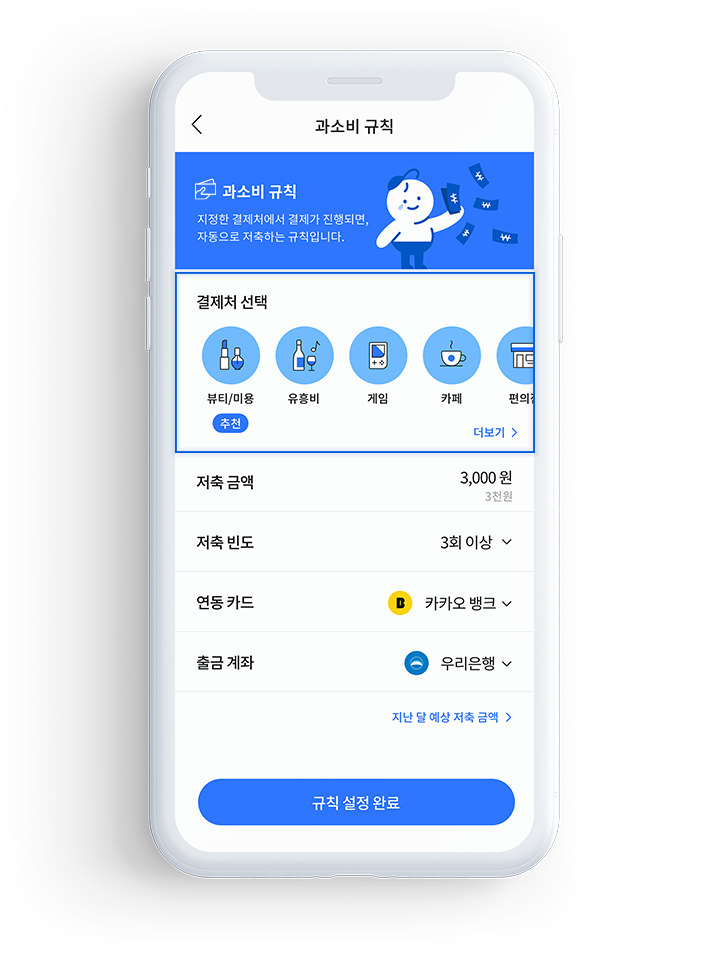 과소비 규칙
과소비 규칙
지정한 결제처에서 결제가 진행되면,
자동으로 저축하는 규칙입니다.
결제처 선택
뷰티/미용
유흥비
게임
카페
편의
추천
더보기 >
저축 금액
3,000 원
3천원
저축 빈도
3회 이상
연동 카드
B
카카오 뱅크
출금 계좌
우리은행
지난 달 예상 저축 금액 >
규칙 설정 완료